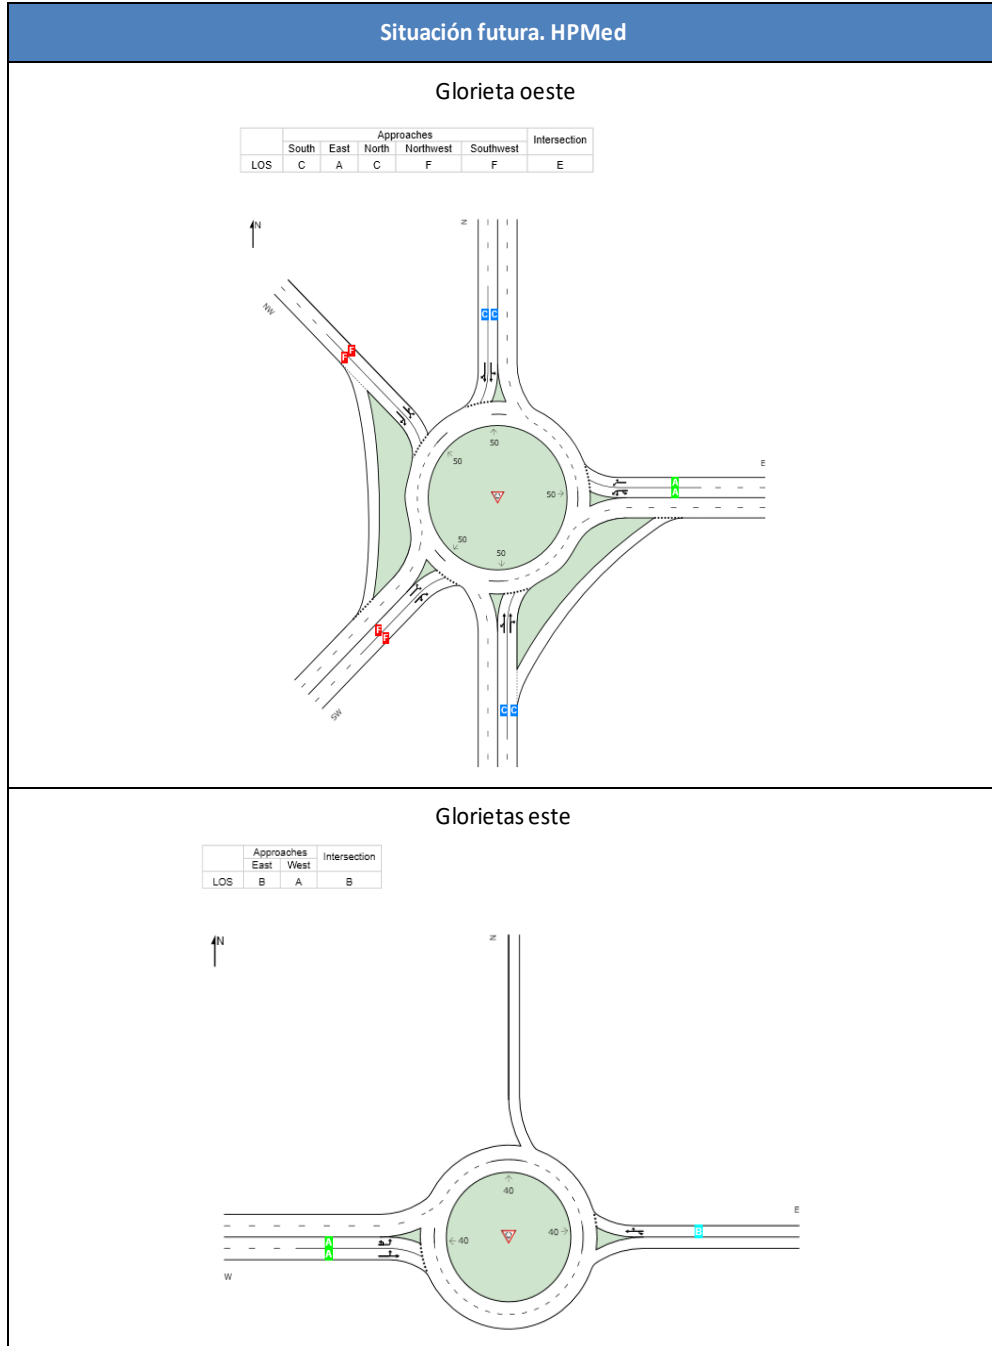 Situación futura. HPMed
Glorieta oeste
Approaches Intersection
South East North Northwest Southwest
LOS C A C F F E
N
N
NW
C C
F
F
50
50
E
A
A
50
50
50
F
F
SW
C C
Glorietas este
Approaches Intersection
East West
LOS B A B
N
N
40
E
40
40
B
A
A
W